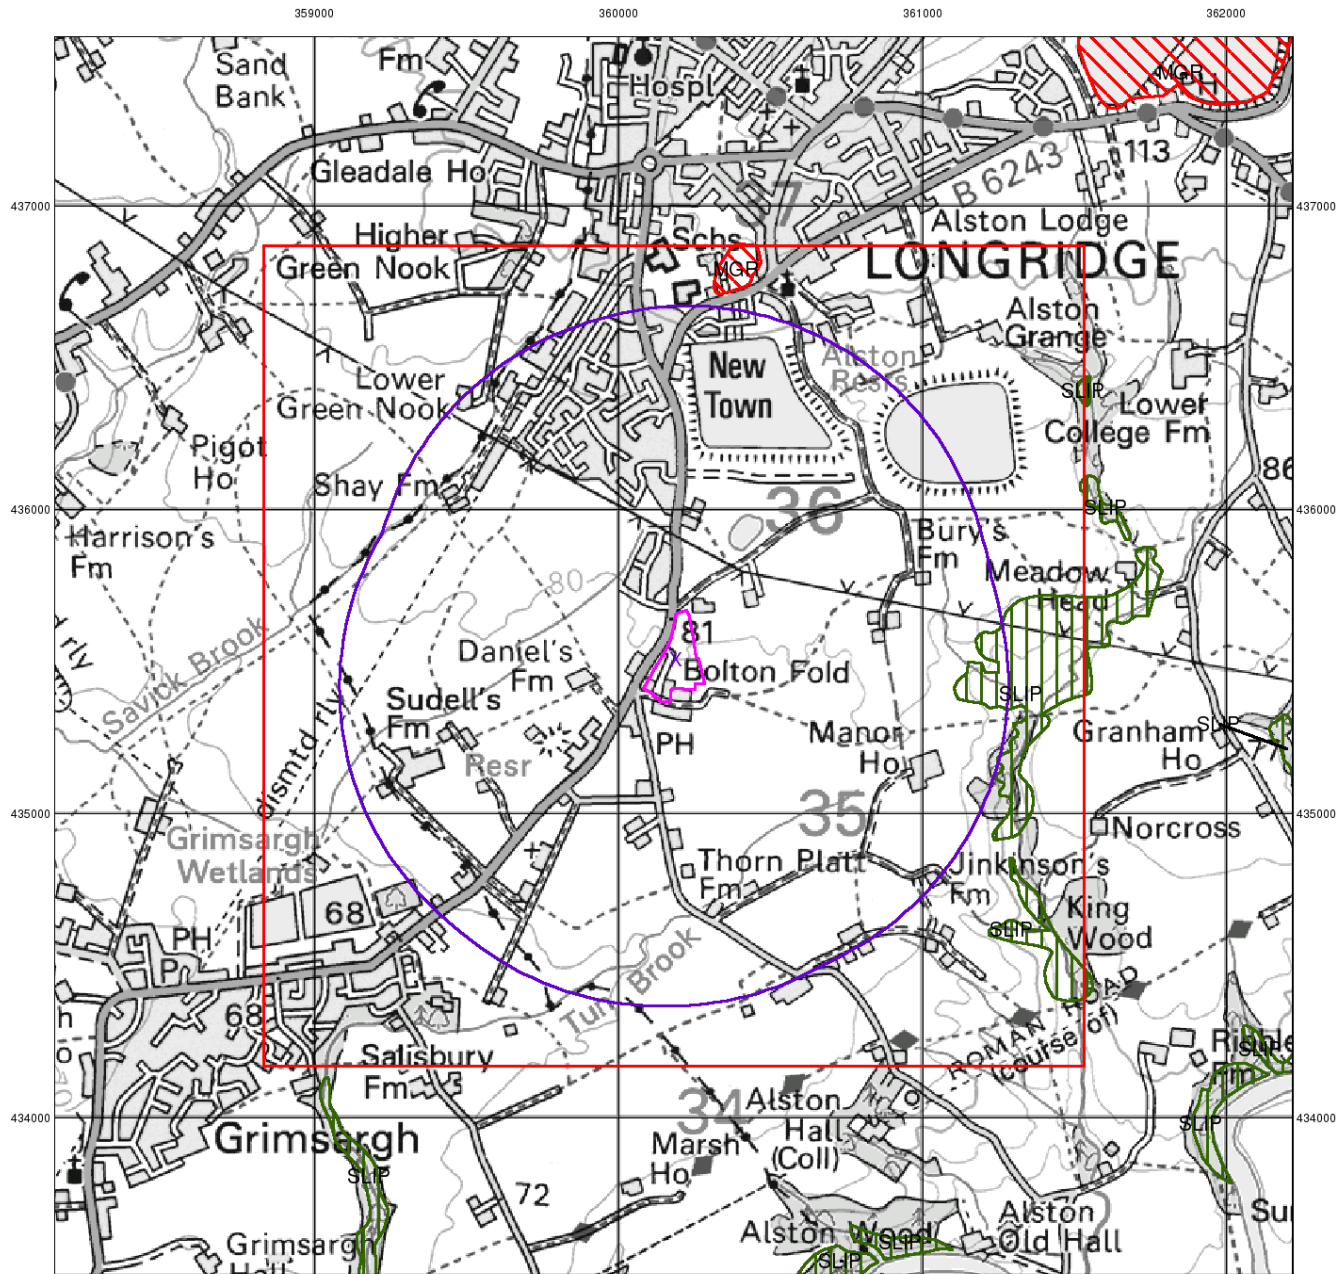 359000 360000 361000 362000
Sand
Bank
Fm
Hospl
MGR
113
Gleadale Ho
B 6243
437000 37 437000
Alston Lodge
Higher
Green Nook
Schs
MGR
LONGRIDGE
Alston
Grange
New
Town
Alston
Resrs
Lower
Green Nook
SLIP
Lower
College Fm
Pigot
Ho
Shay Fm
86
436000 36 436000
SLIP
Harrison's
Fm
Bury's
Fm
Meadow
Head
80
rly
Savick Brook
81
Daniel's
Fm
Bolton Fold
SLIP
Sudell's
Fm
PH
Manor
Ho
SLIP
Granham
Ho
Resr
dismtd rly
435000 35 435000
Norcross
Grimsargh
Wetlands
Thorn Platt
Fm
Jinkinson's
Fm
68
King
Wood
SLIP
PH
Tun Brook
ROMAN ROAD
(course of)
h
68
o
Salisbury
Fm
SLIP
Fm
434000 34 434000
Alston
Hall
(Coll)
SLIP
Grimsargh
Marsh
Ho
SLIP
72
Alston
Old Hall
Su
Alston Wood
SLIP
SLIP
Grimsargh
Hall